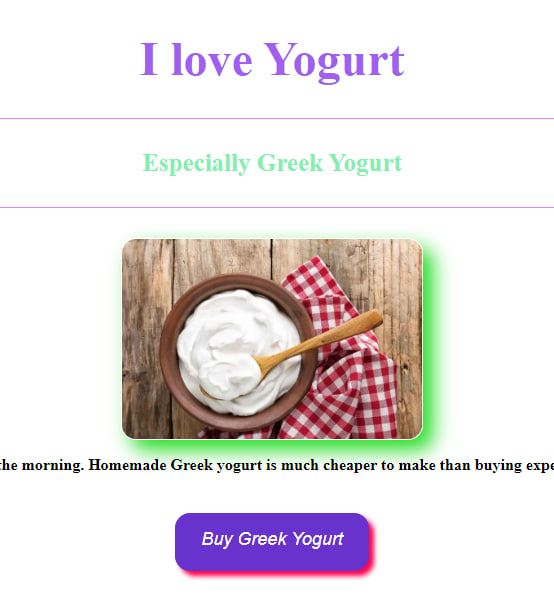 I love Yogurt
Especially Greek Yogurt
the morning. Homemade Greek yogurt is much cheaper to make than buying
Buy Greek Yogurt